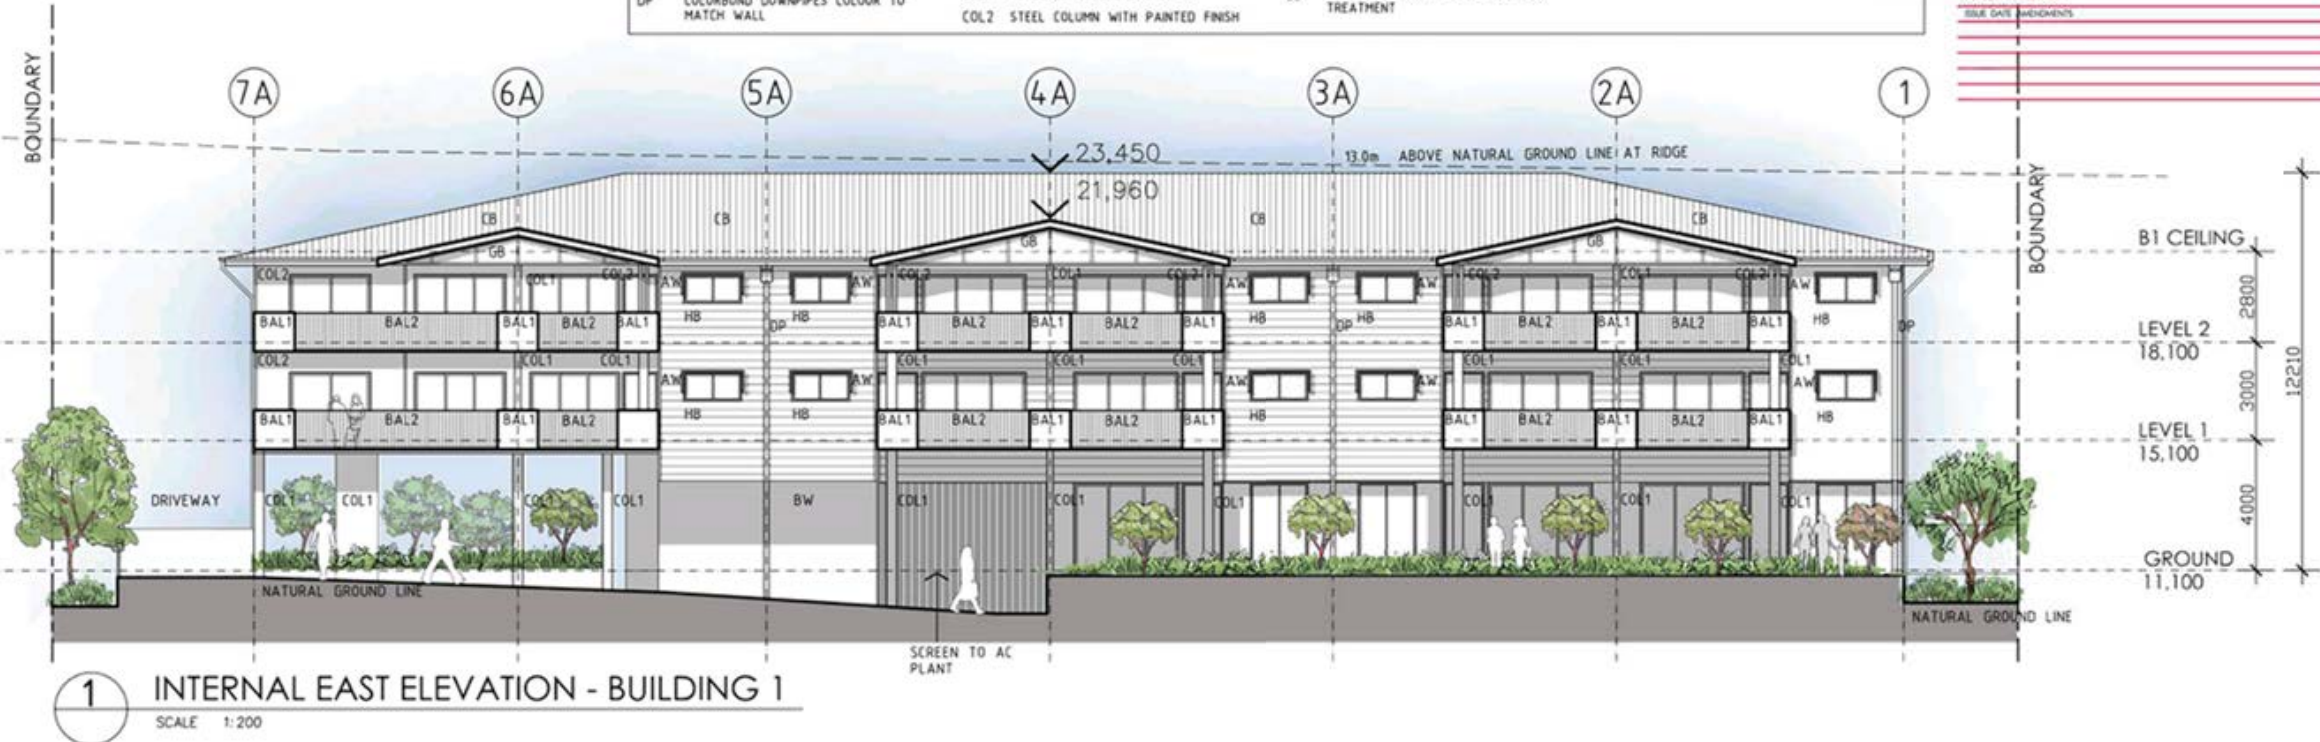 MATCH WALL
COL2 STEEL COLUMN WITH PAINTED FINISH
TREATMENT
ISSUE DATE AMENDMENTS
BOUNDARY
7A 6A 5A 4A 3A 2A 1
23,450
13.0m ABOVE NATURAL GROUND LINE AT RIDGE
21,960
BOUNDARY
CB CB CB CB
GB GB GB
B1 CEILING
COL2 COL1 COL2 COL2 COL1 COL2 COL2 COL1 COL2
AW AW AW AW AW
HB HB HB HB HB
2800
BAL1 BAL2 BAL1 BAL2 BAL1 DP BAL1 BAL2 BAL1 BAL2 BAL1 DP BAL1 BAL2 BAL1 BAL2 BAL1 DP
LEVEL 2
18,100
COL2 COL1 COL1 COL1 COL1 COL1 COL1 COL1 COL1
AW AW AW AW AW
HB HB HB HB HB
3000
12210
BAL1 BAL2 BAL1 BAL2 BAL1 BAL2 BAL1 BAL2 BAL1 BAL1 BAL2 BAL1 BAL2 BAL1
LEVEL 1
15,100
DRIVEWAY COL1 COL1 COL1 COL1 BW COL1 COL1 COL1 COL1 COL1 COL1
4000
GROUND
11,100
NATURAL GROUND LINE
NATURAL GROUND LINE
SCREEN TO AC
PLANT
1 INTERNAL EAST ELEVATION - BUILDING 1
SCALE 1:200